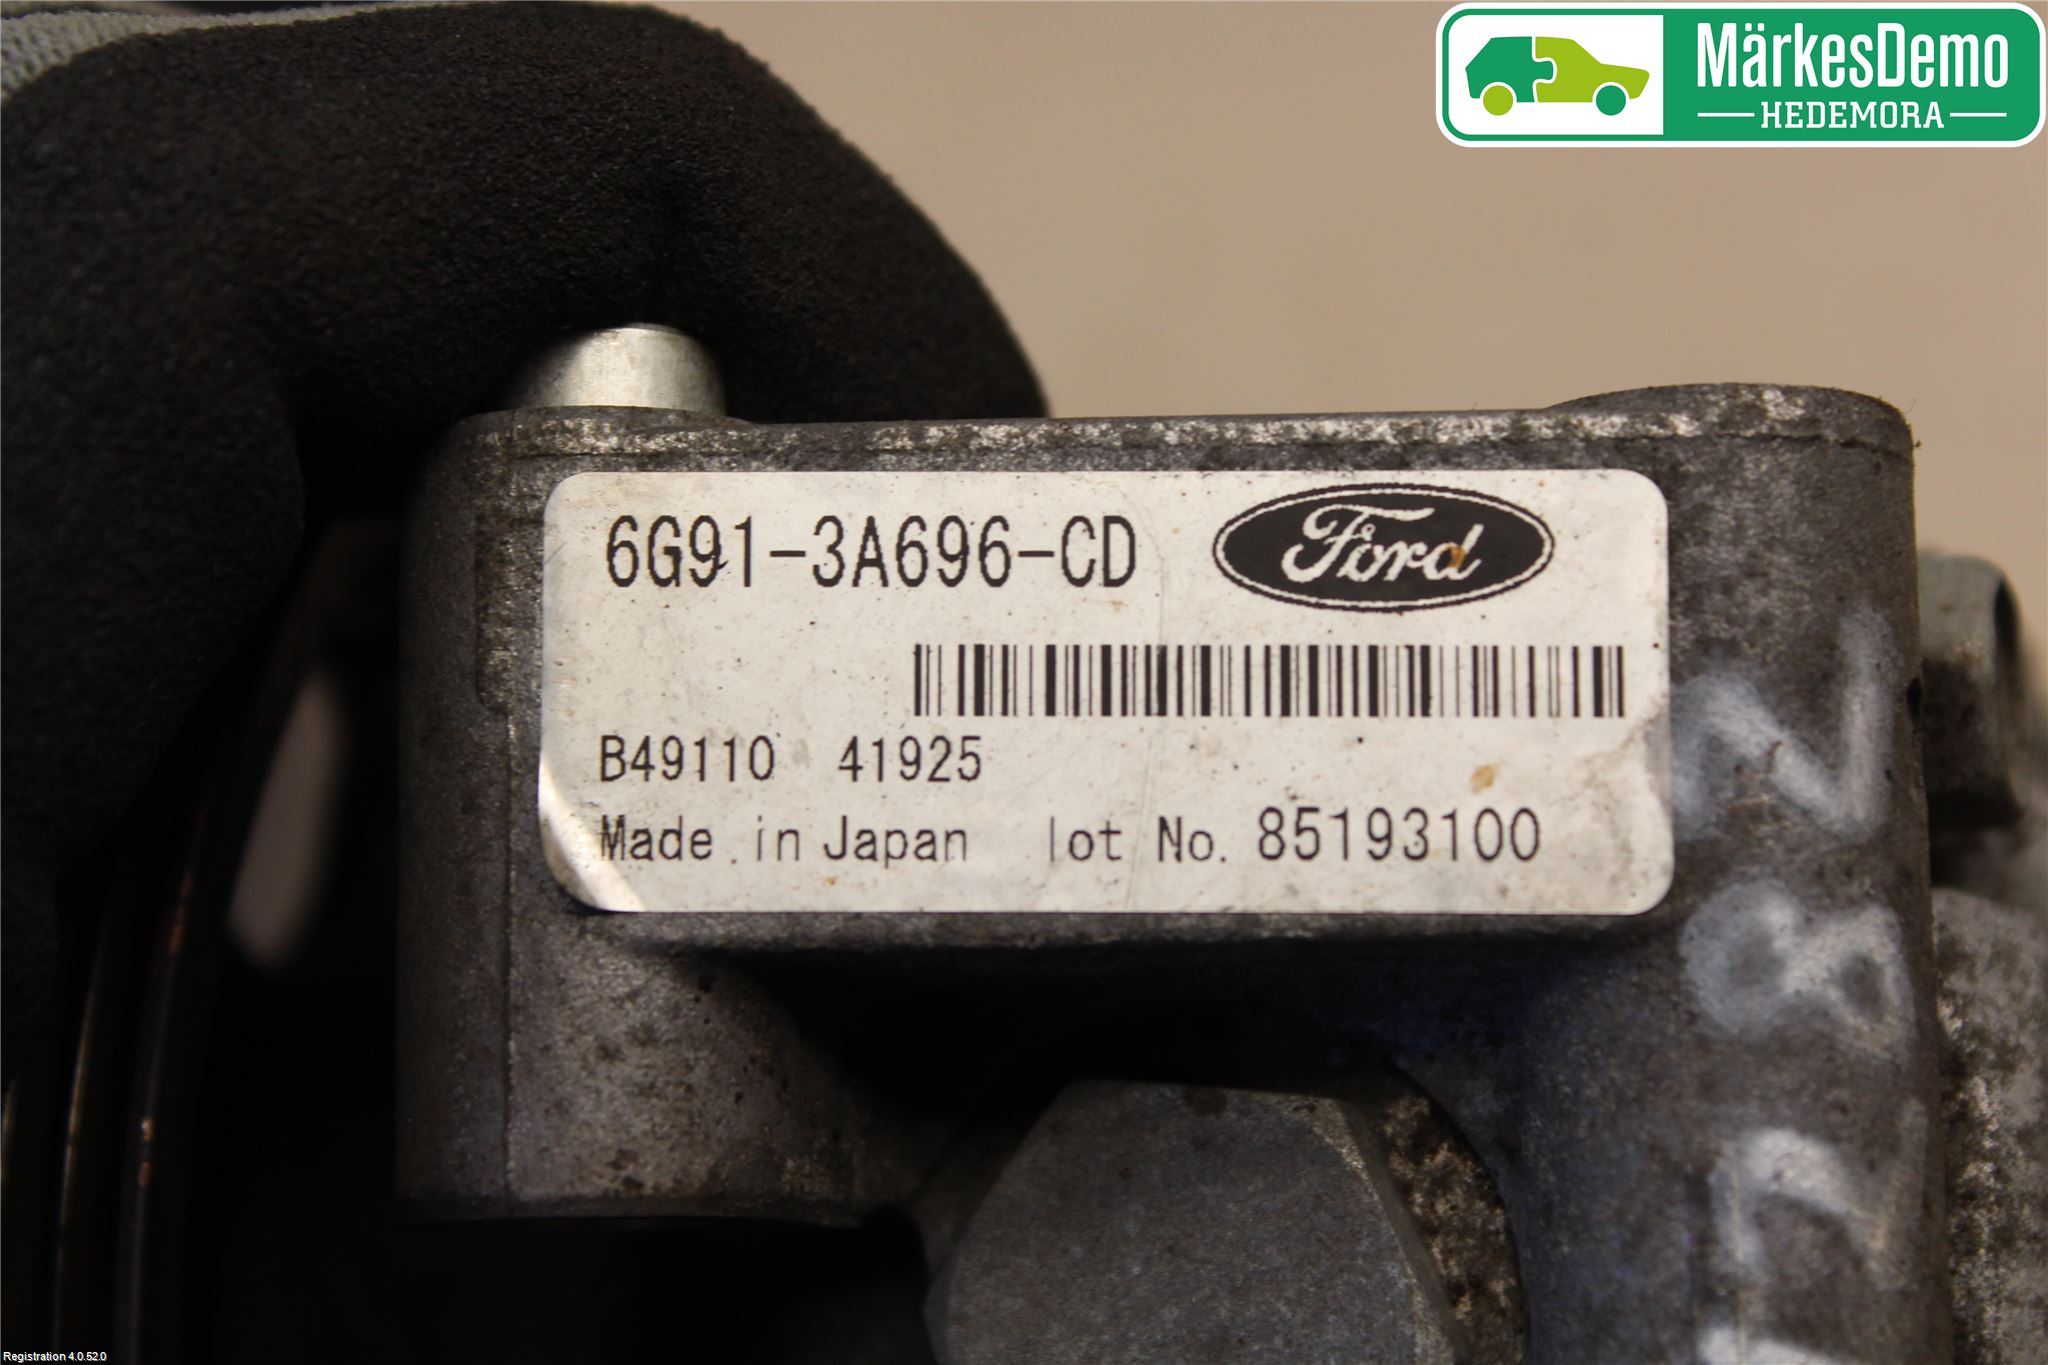 MärkesDemo
HEDEMORA
6G91-3A696-CD
Ford
B49110 41925
Made in Japan lot No. 85193100
Registration 4.0.52.0